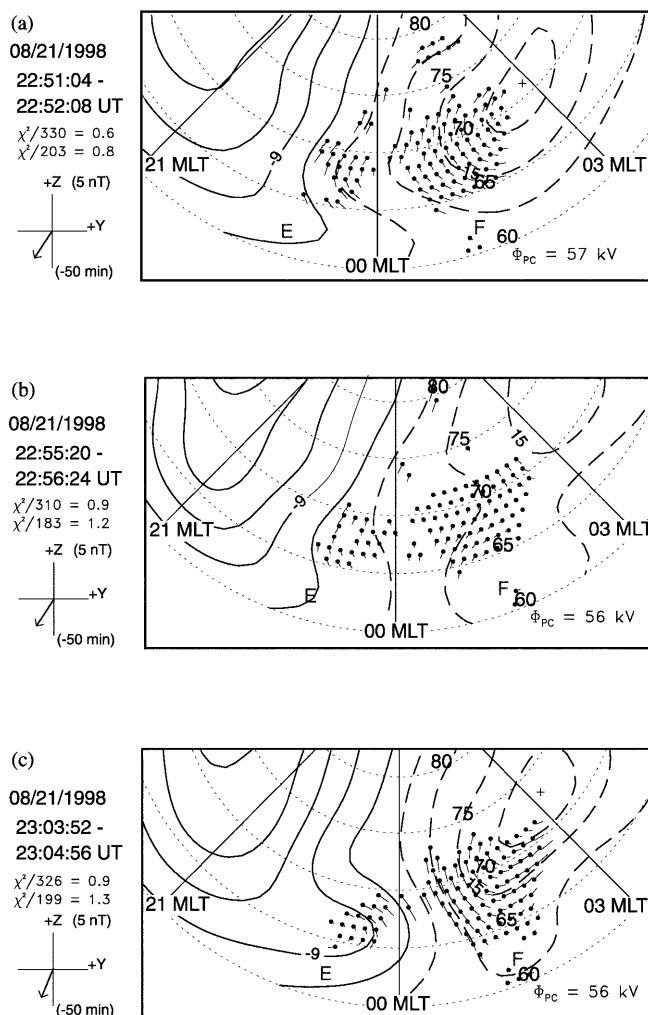 (a)
08/21/1998
22:51:04 -
22:52:08 UT
χ²/330 = 0.6
χ²/203 = 0.8
+Z (5 nT)
+Y
(-50 min)
80
75
70
15
65
60
-9
21 MLT
03 MLT
E
F
00 MLT
Φ_PC = 57 kV
(b)
08/21/1998
22:55:20 -
22:56:24 UT
χ²/310 = 0.9
χ²/183 = 1.2
+Z (5 nT)
+Y
(-50 min)
80
75
15
70
-9
65
60
21 MLT
03 MLT
E
F
00 MLT
Φ_PC = 56 kV
(c)
08/21/1998
23:03:52 -
23:04:56 UT
χ²/326 = 0.9
χ²/199 = 1.3
+Z (5 nT)
+Y
(-50 min)
80
75
70
15
65
60
-9
21 MLT
03 MLT
E
F
00 MLT
Φ_PC = 56 kV